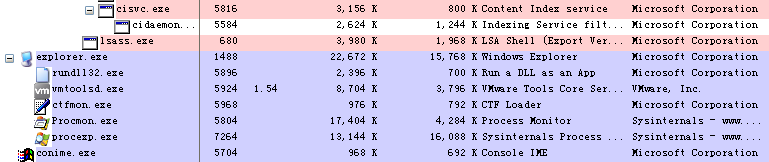 cisvc.exe 5816 3,156 K 800 K Content Index service Microsoft Corporation
cidaemon... 5584 2,624 K 1,244 K Indexing Service filt... Microsoft Corporation
lsass.exe 680 3,980 K 1,968 K LSA Shell (Export Ver... Microsoft Corporation
explorer.exe 1488 22,672 K 15,768 K Windows Explorer Microsoft Corporation
rundll32.exe 5896 2,396 K 700 K Run a DLL as an App Microsoft Corporation
vm vmtoolsd.exe 5924 1.54 8,704 K 3,796 K VMware Tools Core Ser... VMware, Inc.
ctfmon.exe 5968 976 K 792 K CTF Loader Microsoft Corporation
Procmon.exe 5804 17,404 K 4,284 K Process Monitor Sysinternals - www....
procexp.exe 7264 13,144 K 16,088 K Sysinternals Process ... Sysinternals - www....
conime.exe 5704 968 K 692 K Console IME Microsoft Corporation